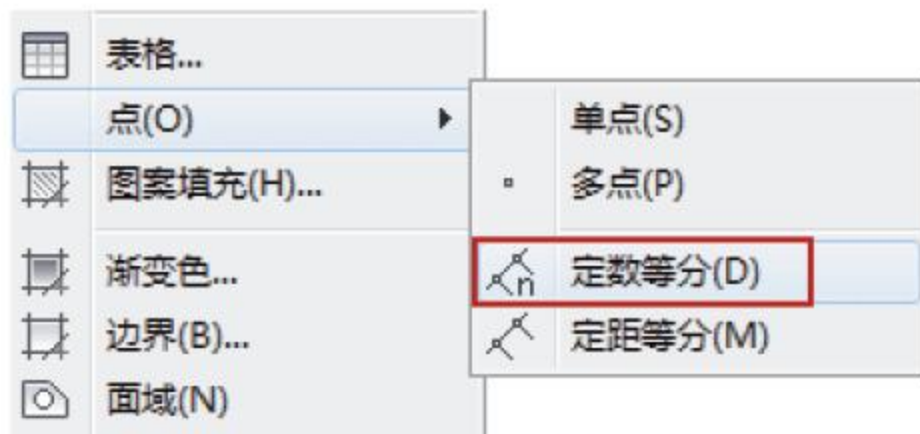 表格...
点(O)
图案填充(H)...
渐变色...
边界(B)...
面域(N)
单点(S)
多点(P)
定数等分(D)
定距等分(M)